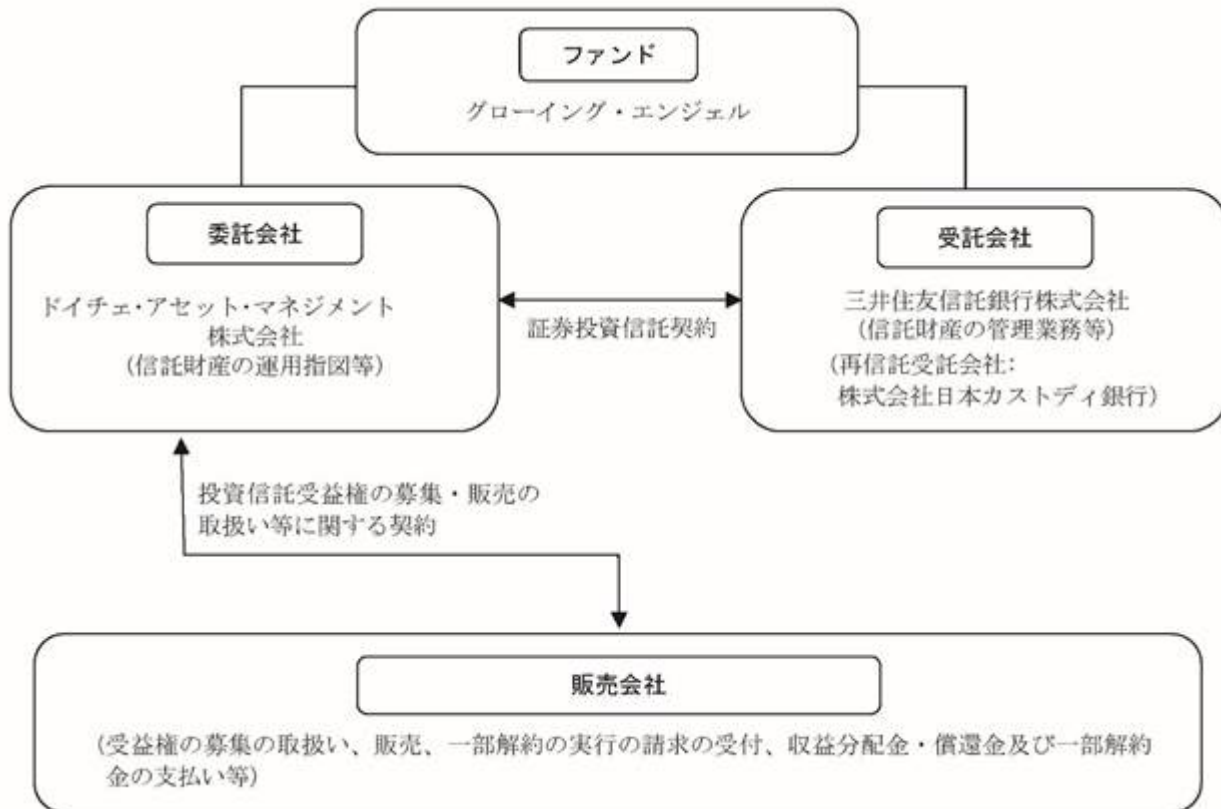 ファンド
グローイング・エンジェル
委託会社
ドイチェ・アセット・マネジメント
株式会社
(信託財産の運用指図等)
証券投資信託契約
受託会社
三井住友信託銀行株式会社
(信託財産の管理業務等)
(再信託受託会社:
株式会社日本カストディ銀行)
投資信託受益権の募集・販売の
取扱い等に関する契約
販売会社
(受益権の募集の取扱い、販売、一部解約の実行の請求の受付、収益分配金・償還金及び一部解約
金の支払い等)